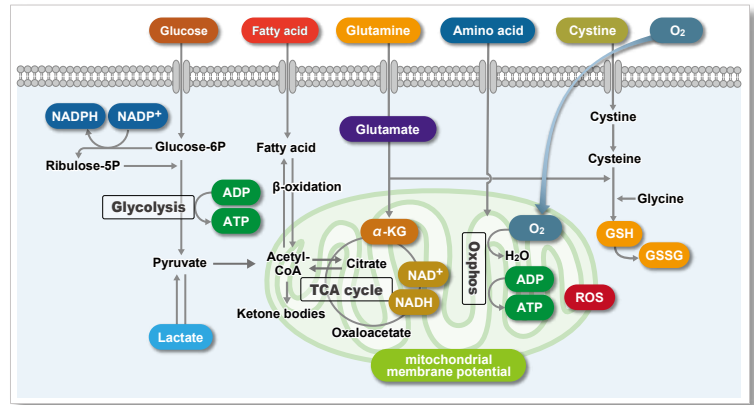 Glucose
Fatty acid
Glutamine
Amino acid
Cystine
O₂
NADPH
NADP⁺
Glutamate
Cystine
Glucose-6P
Fatty acid
Cysteine
Ribulose-5P
β-oxidation
ADP
Glycolysis
ATP
Glycine
α-KG
O₂
GSH
H₂O
GSSG
Pyruvate
Acetyl-
CoA
Citrate
NAD⁺
Oxphos
ADP
TCA cycle
NADH
ROS
ATP
Ketone bodies
Lactate
Oxaloacetate
mitochondrial
membrane potential